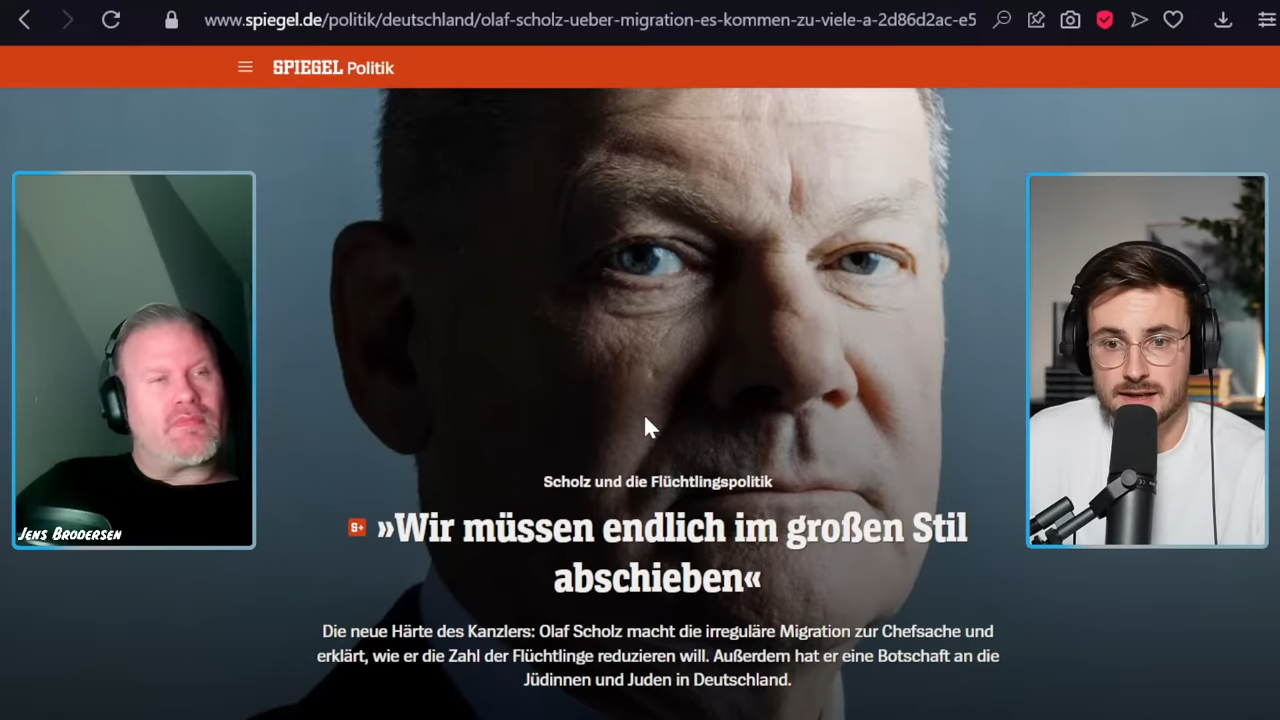 www.spiegel.de/politik/deutschland/olaf-scholz-ueber-migration-es-kommen-zu-viele-a-2d86d2ac-e5
SPIEGEL Politik
Scholz und die Flüchtlingspolitik
S+ »Wir müssen endlich im großen Stil
abschieben«
Die neue Härte des Kanzlers: Olaf Scholz macht die irreguläre Migration zur Chefsache und
erklärt, wie er die Zahl der Flüchtlinge reduzieren will. Außerdem hat er eine Botschaft an die
Jüdinnen und Juden in Deutschland.
Jens Brodersen